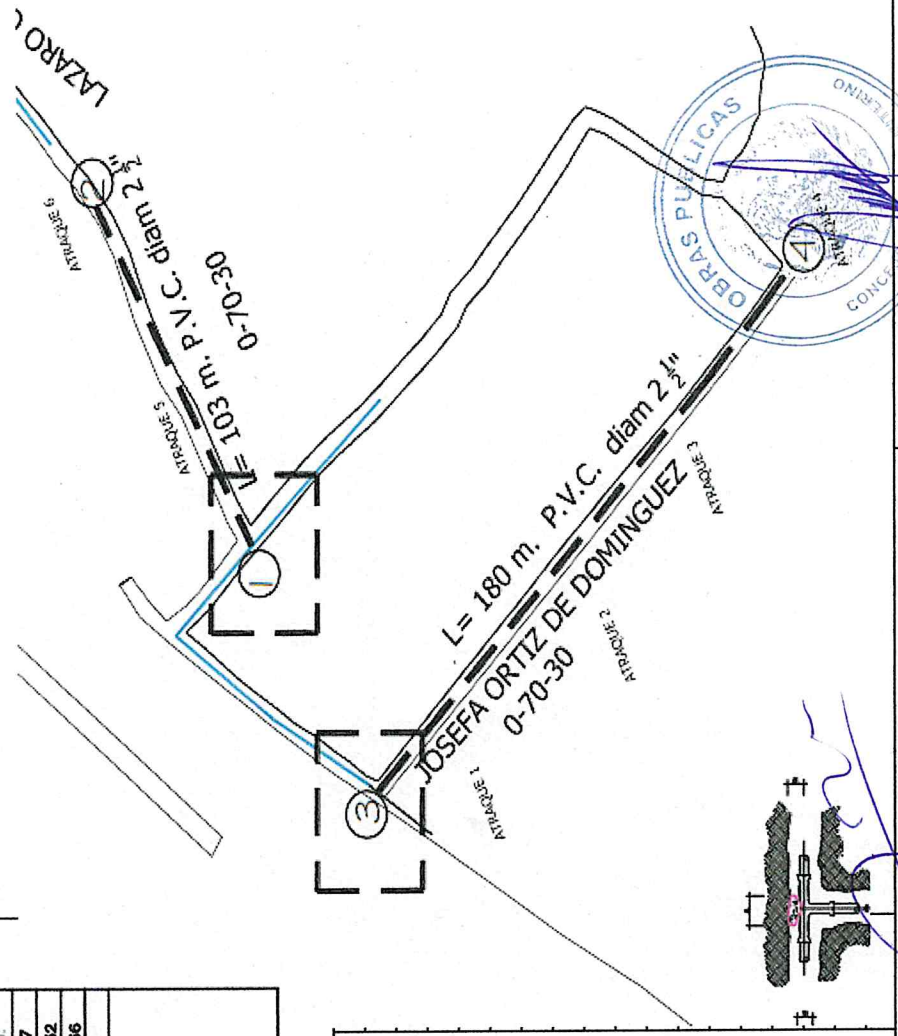 LAZARO
2
ATRAQUE 6
L= 103 m. P.V.C. diam 2 1/2"
0-70-30
ATRAQUE 5
1
OBRAS PUBLICAS
4
ATRAQUE 4
L= 180 m. P.V.C. diam 2 1/2"
JOSEFA ORTIZ DE DOMINGUEZ
0-70-30
ATRAQUE 3
ATRAQUE 2
3
ATRAQUE 1
7